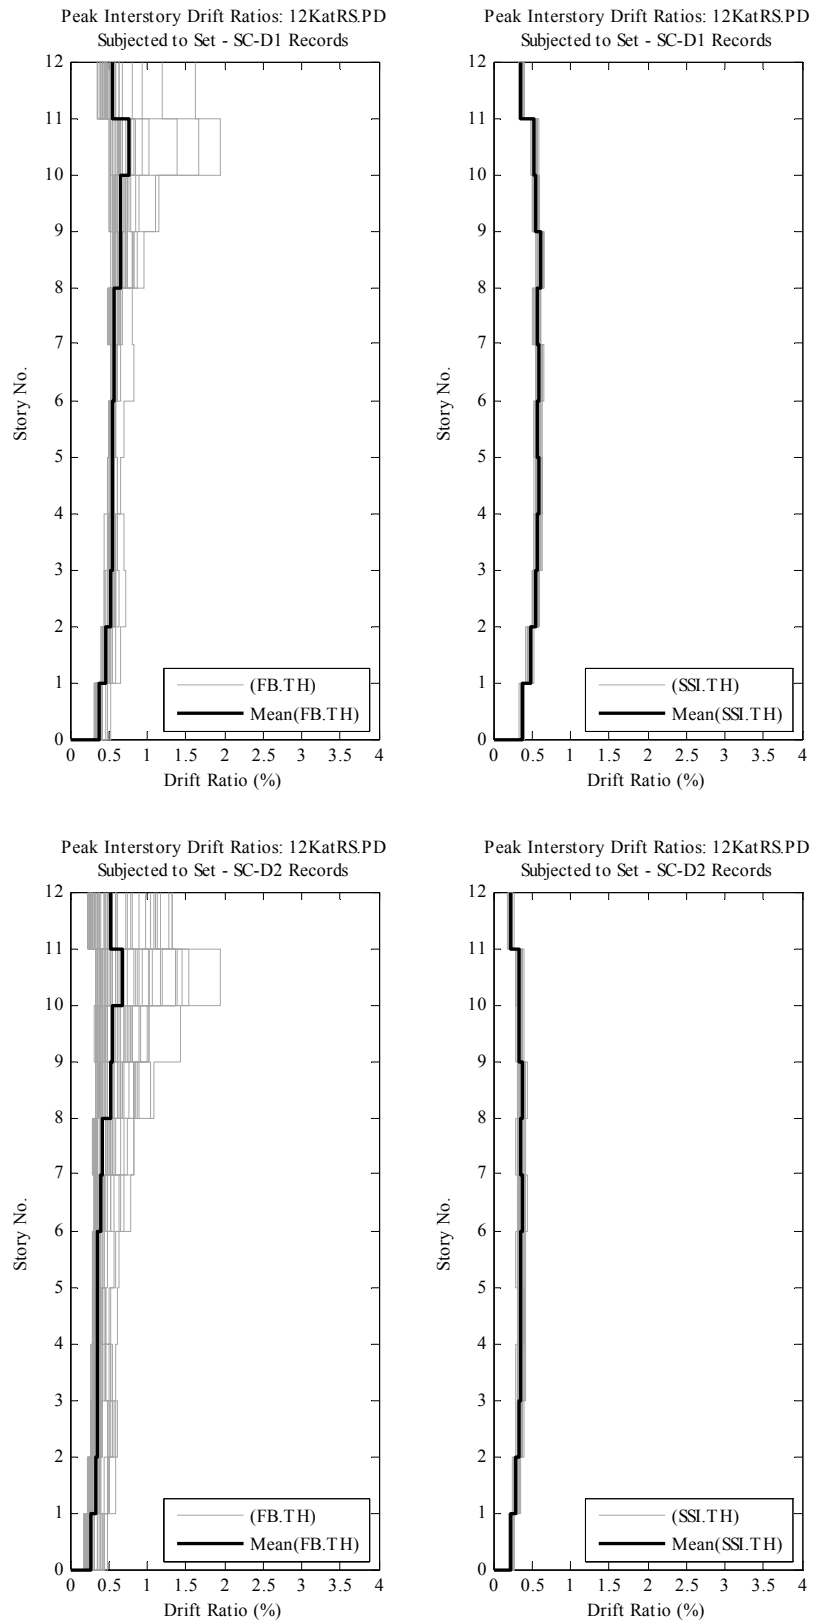 Peak Interstory Drift Ratios: 12KatRS.PD
Subjected to Set - SC-D1 Records
12
11
10
9
8
7
6
5
4
3
2
1
0
Story No.
(FB.TH)
Mean(FB.TH)
0 0.5 1 1.5 2 2.5 3 3.5 4
Drift Ratio (%)
Peak Interstory Drift Ratios: 12KatRS.PD
Subjected to Set - SC-D1 Records
12
11
10
9
8
7
6
5
4
3
2
1
0
Story No.
(SSI.TH)
Mean(SSI.TH)
0 0.5 1 1.5 2 2.5 3 3.5 4
Drift Ratio (%)
Peak Interstory Drift Ratios: 12KatRS.PD
Subjected to Set - SC-D2 Records
12
11
10
9
8
7
6
5
4
3
2
1
0
Story No.
(FB.TH)
Mean(FB.TH)
0 0.5 1 1.5 2 2.5 3 3.5 4
Drift Ratio (%)
Peak Interstory Drift Ratios: 12KatRS.PD
Subjected to Set - SC-D2 Records
12
11
10
9
8
7
6
5
4
3
2
1
0
Story No.
(SSI.TH)
Mean(SSI.TH)
0 0.5 1 1.5 2 2.5 3 3.5 4
Drift Ratio (%)